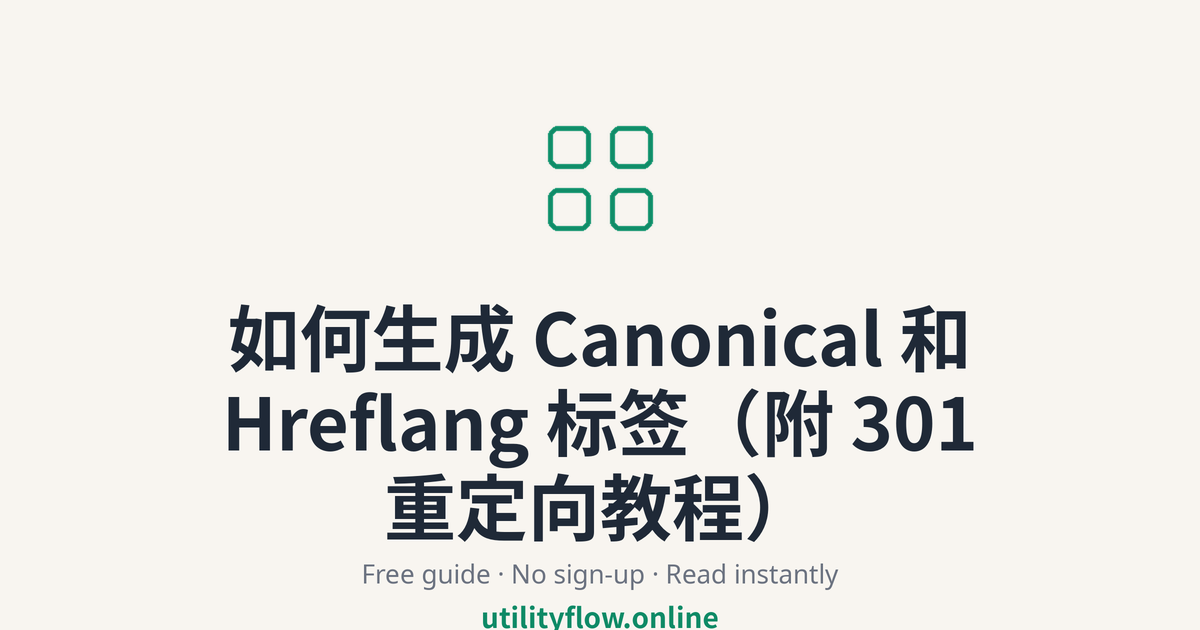 如何生成 Canonical 和
Hreflang 标签（附 301
重定向教程）
Free guide · No sign-up · Read instantly
utilityflow.online